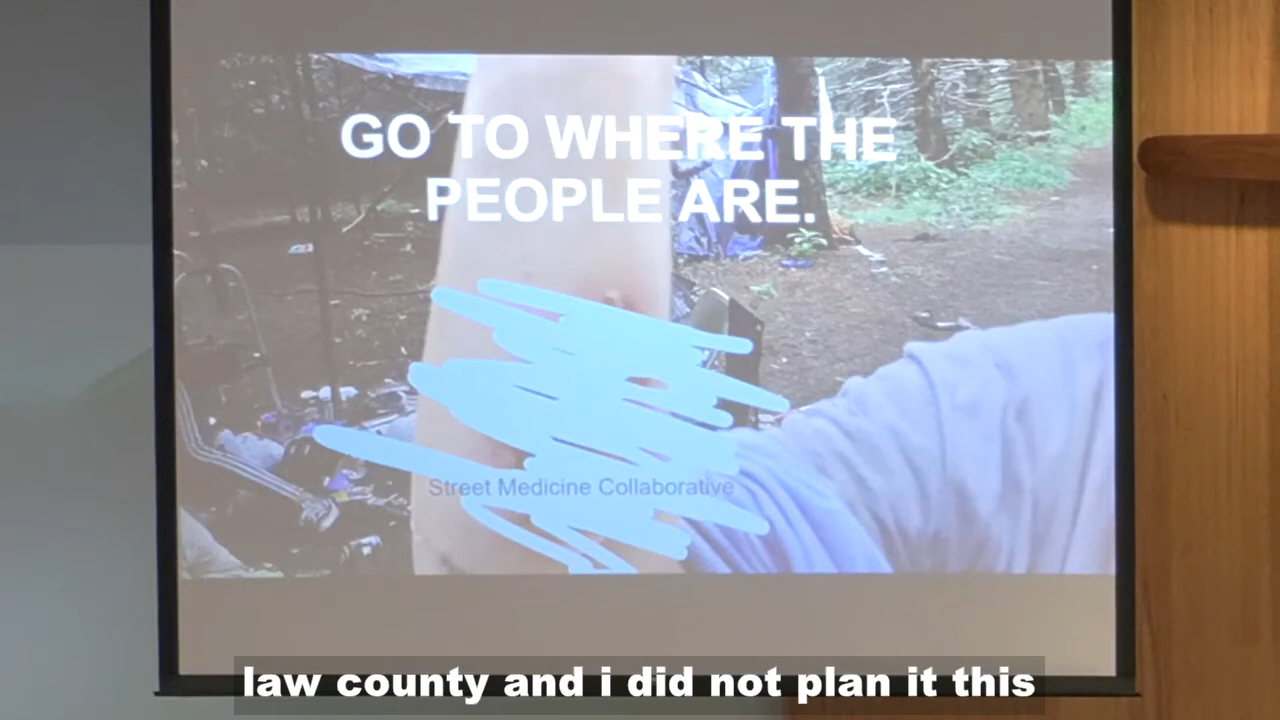 GO TO WHERE THE
PEOPLE ARE.
Street Medicine Collaborative
law county and i did not plan it this